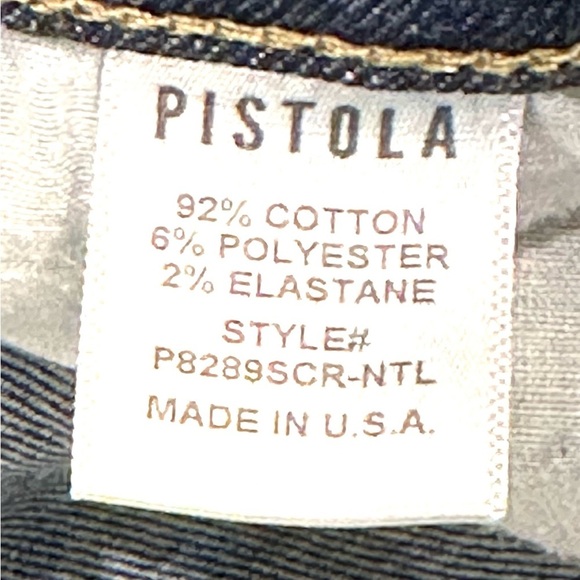 PISTOLA
92% COTTON
6% POLYESTER
2% ELASTANE
STYLE#
P8289SCR-NTL
MADE IN U.S.A.